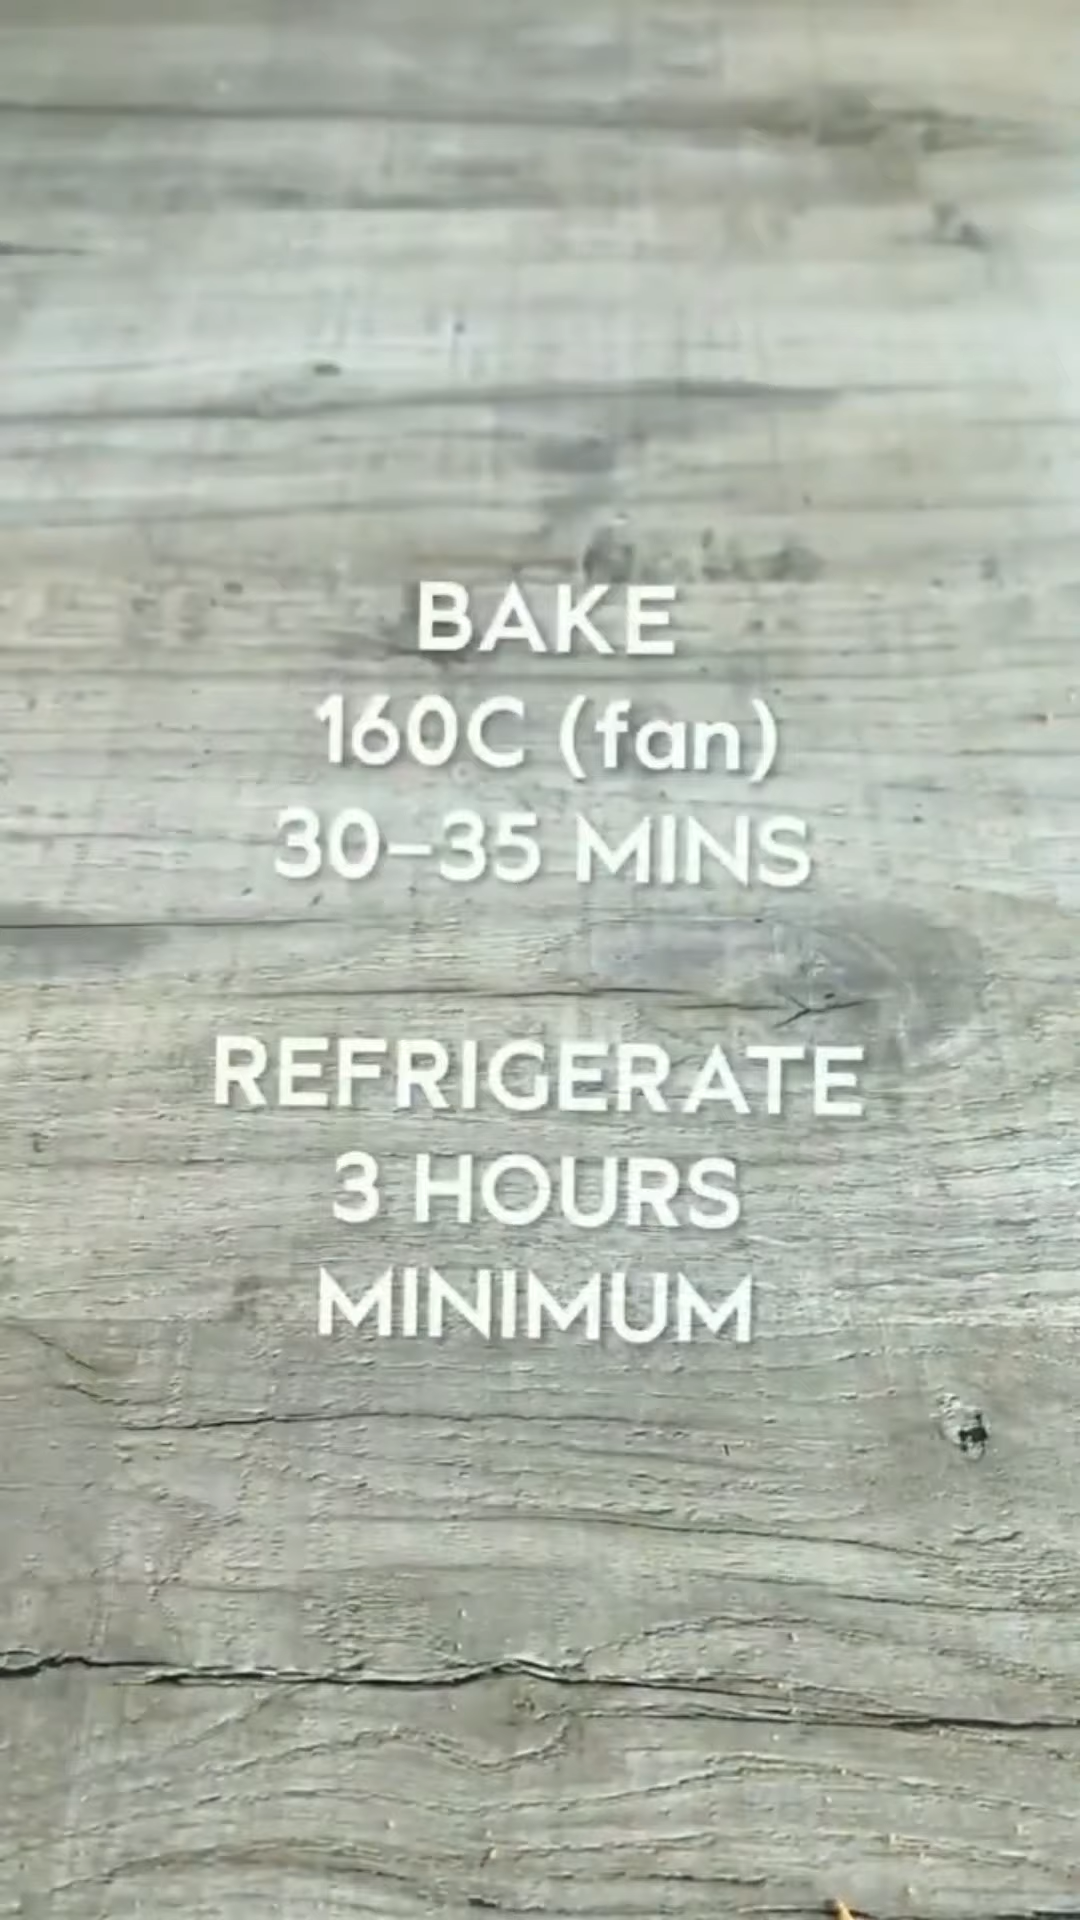 BAKE
160C (fan)
30-35 MINS
REFRIGERATE
3 HOURS
MINIMUM